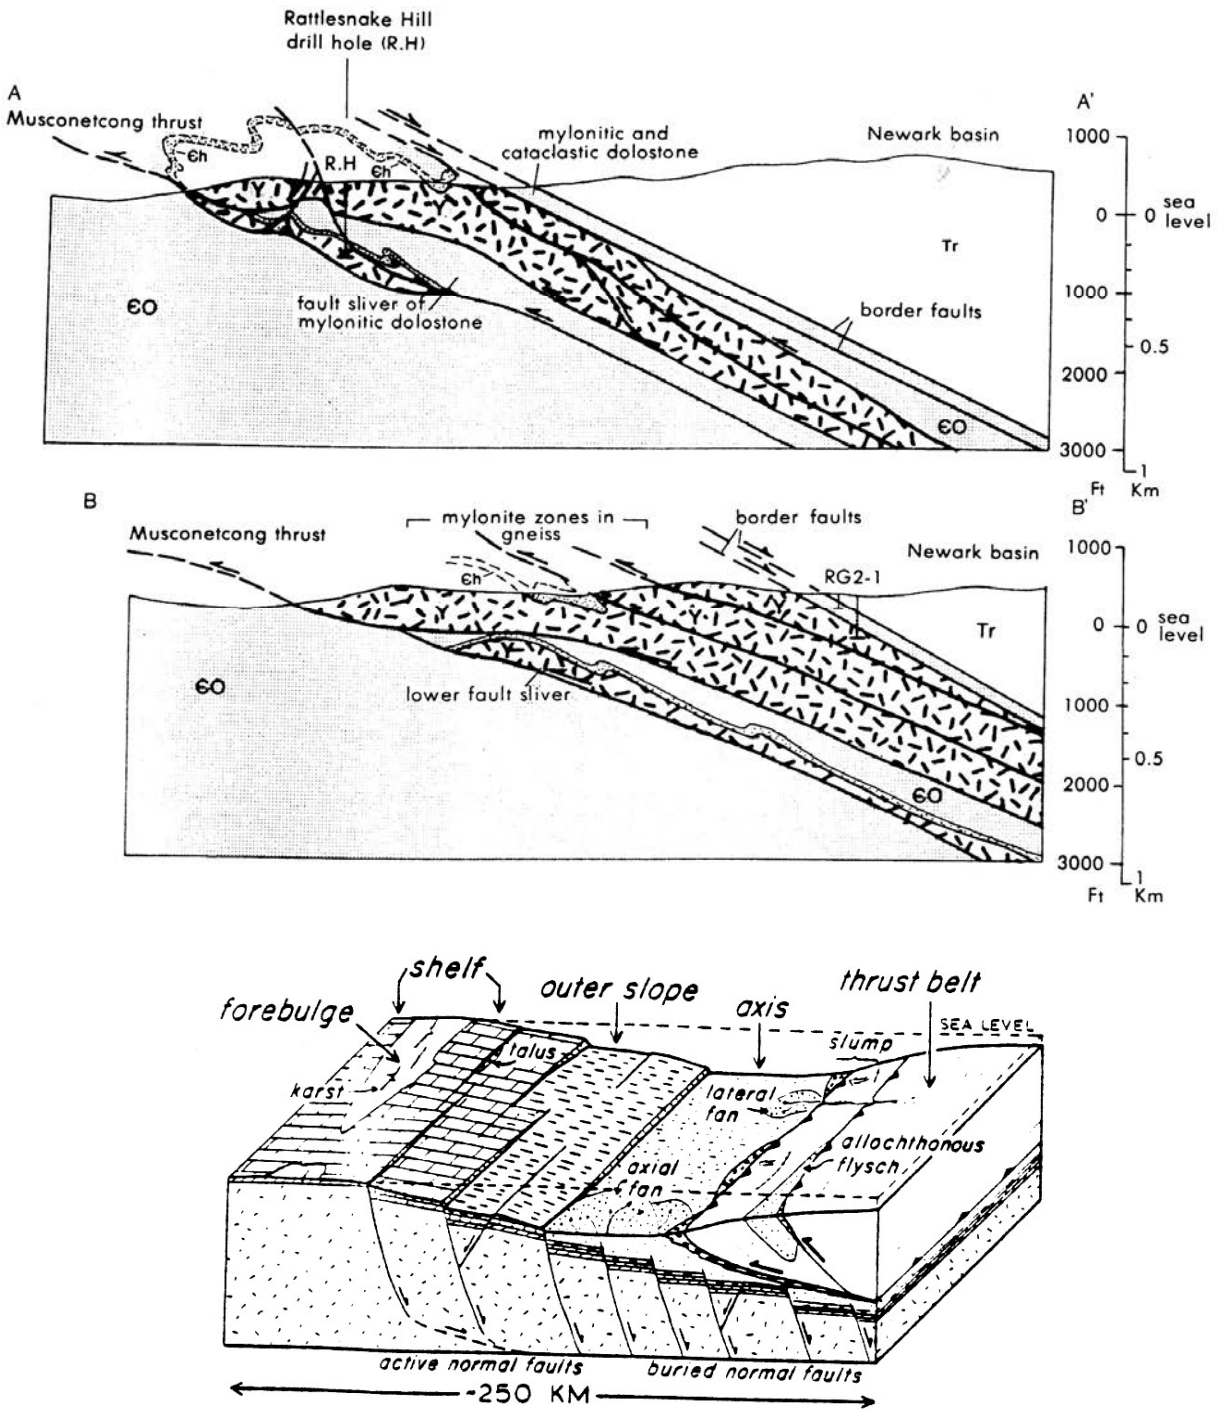 Rattlesnake Hill
drill hole (R.H)
A
A'
Musconetcong thrust
mylonitic and
cataclastic dolostone
Newark basin
1000
Єh
R.H
Єh
Y
Y
0
0 sea
level
Tr
ЄO
fault sliver of
mylonitic dolostone
border faults
1000
0.5
2000
ЄO
3000
1
Ft Km
B
B'
mylonite zones in
gneiss
border faults
Musconetcong thrust
Newark basin
1000
Єh
RG2-1
Y
Y
Tr
0
0 sea
level
Y
ЄO
lower fault sliver
1000
0.5
ЄO
2000
3000
1
Ft Km
shelf
forebulge
outer slope
axis
thrust belt
SEA LEVEL
slump
talus
karst
lateral
fan
allochthonous
flysch
axial
fan
active normal faults
buried normal faults
~250 KM